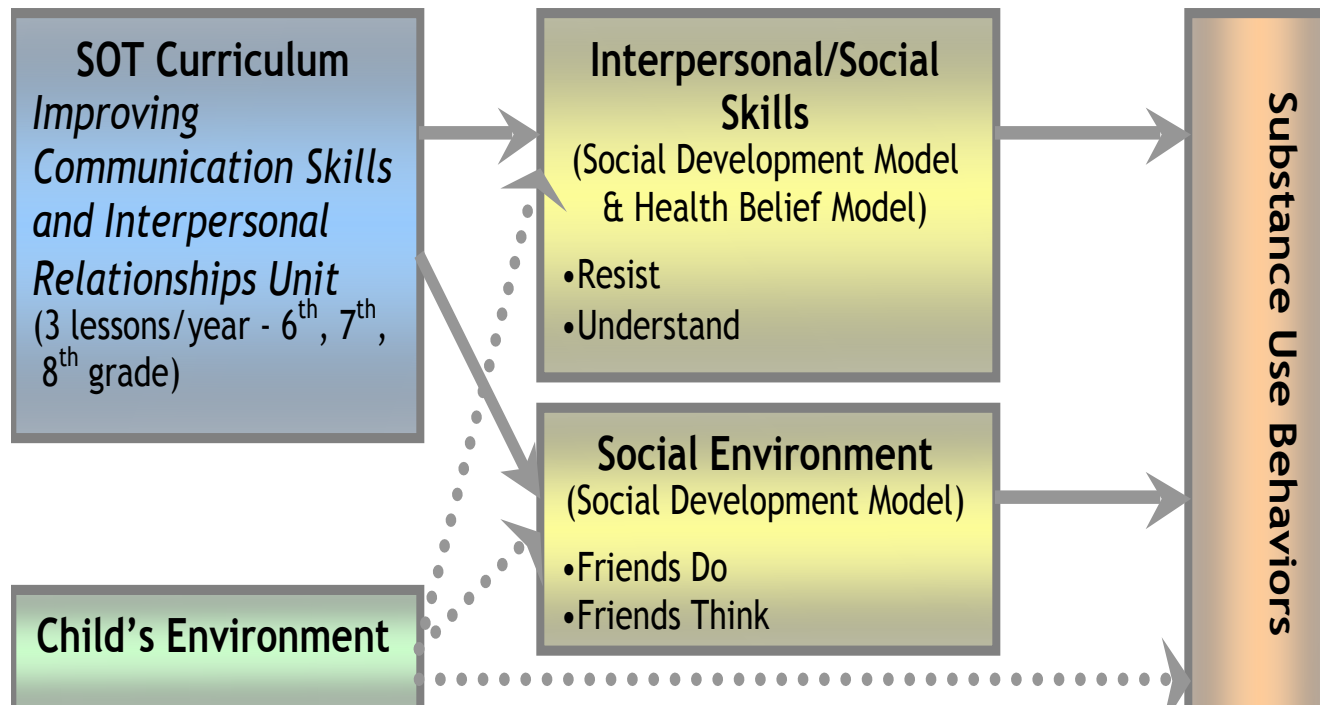 SOT Curriculum
Improving
Communication Skills
and Interpersonal
Relationships Unit
(3 lessons/year - 6th, 7th,
8th grade)
Interpersonal/Social
Skills
(Social Development Model
& Health Belief Model)
•Resist
•Understand
Social Environment
(Social Development Model)
•Friends Do
•Friends Think
Child’s Environment
Substance Use Behaviors